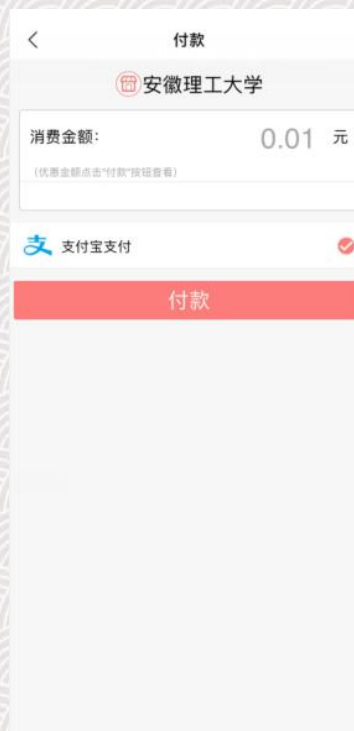 付款
安徽理工大学
消费金额： 0.01 元
（优惠金额点击"付款"按钮查看）
支 支付宝支付
付款